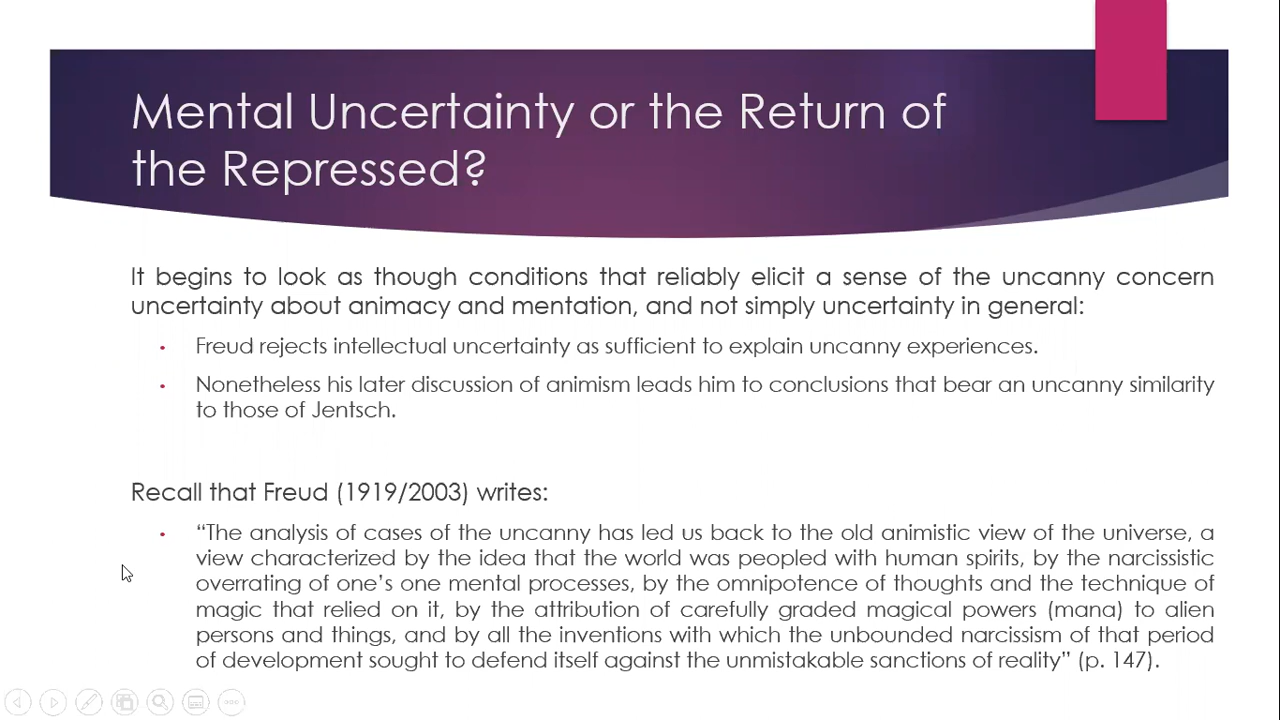 Mental Uncertainty or the Return of
the Repressed?
It begins to look as though conditions that reliably elicit a sense of the uncanny concern
uncertainty about animacy and mentation, and not simply uncertainty in general:
• Freud rejects intellectual uncertainty as sufficient to explain uncanny experiences.
• Nonetheless his later discussion of animism leads him to conclusions that bear an uncanny similarity
to those of Jentsch.
Recall that Freud (1919/2003) writes:
• “The analysis of cases of the uncanny has led us back to the old animistic view of the universe, a
view characterized by the idea that the world was peopled with human spirits, by the narcissistic
overrating of one’s one mental processes, by the omnipotence of thoughts and the technique of
magic that relied on it, by the attribution of carefully graded magical powers (mana) to alien
persons and things, and by all the inventions with which the unbounded narcissism of that period
of development sought to defend itself against the unmistakable sanctions of reality” (p. 147).